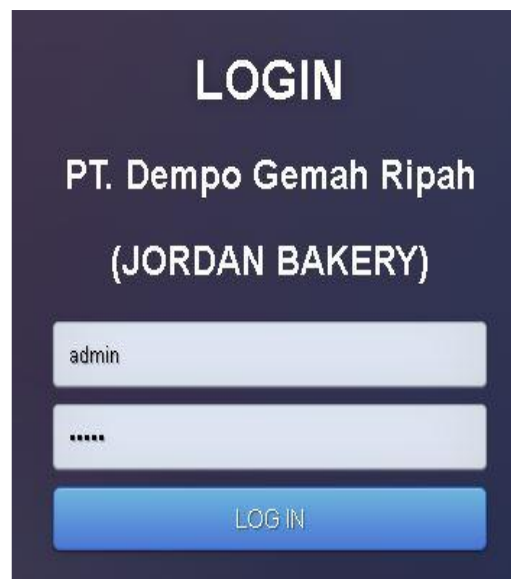 LOGIN
PT. Dempo Gemah Ripah
(JORDAN BAKERY)
admin
•••••
LOG IN